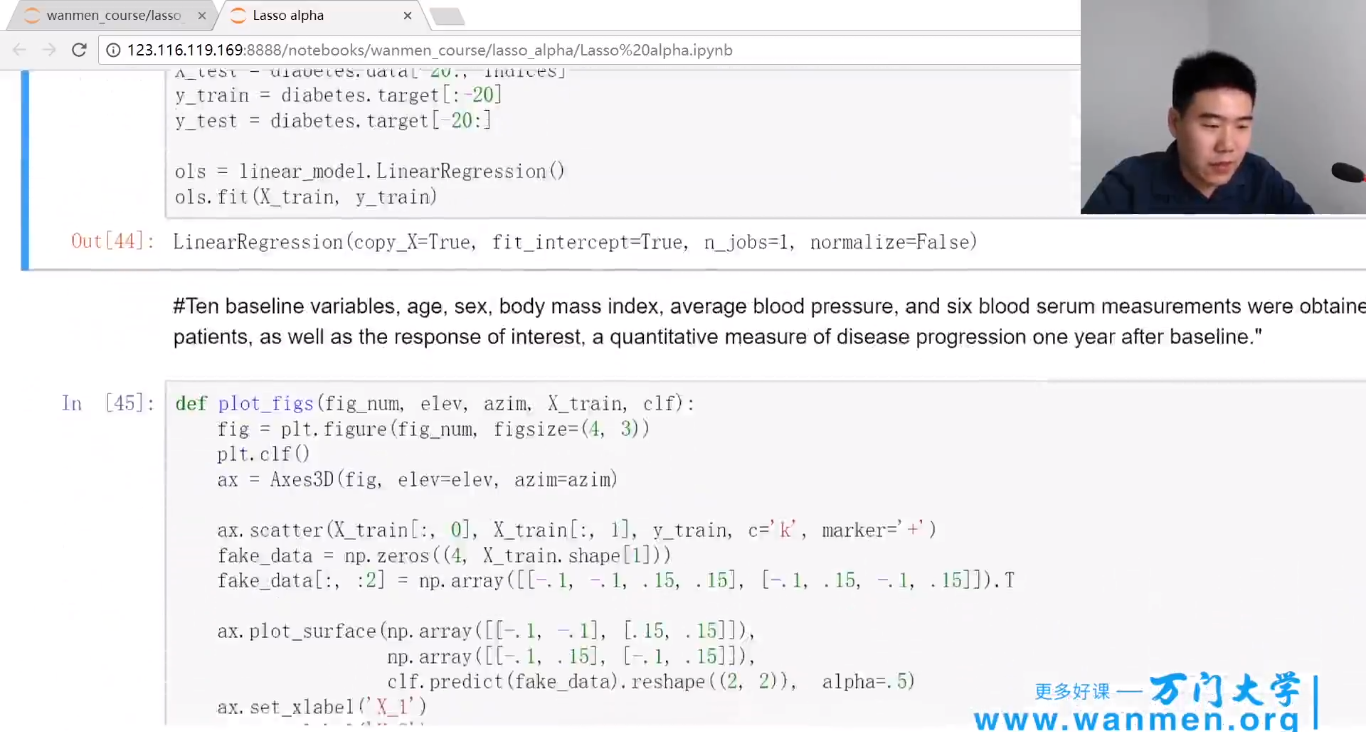 wanmen_course/lasso
Lasso alpha
123.116.119.169:8888/notebooks/wanmen_course/lasso_alpha/Lasso%20alpha.ipynb
X_test = diabetes.data[-20:, indices]
y_train = diabetes.target[:-20]
y_test = diabetes.target[-20:]
ols = linear_model.LinearRegression()
ols.fit(X_train, y_train)
Out[44]: LinearRegression(copy_X=True, fit_intercept=True, n_jobs=1, normalize=False)
#Ten baseline variables, age, sex, body mass index, average blood pressure, and six blood serum measurements were obtaine
patients, as well as the response of interest, a quantitative measure of disease progression one year after baseline."
In [45]: def plot_figs(fig_num, elev, azim, X_train, clf):
fig = plt.figure(fig_num, figsize=(4, 3))
plt.clf()
ax = Axes3D(fig, elev=elev, azim=azim)
ax.scatter(X_train[:, 0], X_train[:, 1], y_train, c='k', marker='+')
fake_data = np.zeros((4, X_train.shape[1]))
fake_data[:, :2] = np.array([[-.1, -.1, .15, .15], [-.1, .15, -.1, .15]]).T
ax.plot_surface(np.array([[-.1, -.1], [.15, .15]]),
np.array([[-.1, .15], [-.1, .15]]),
clf.predict(fake_data).reshape((2, 2)), alpha=.5)
ax.set_xlabel('X_1')
更多好课 — 万门大学
www.wanmen.org